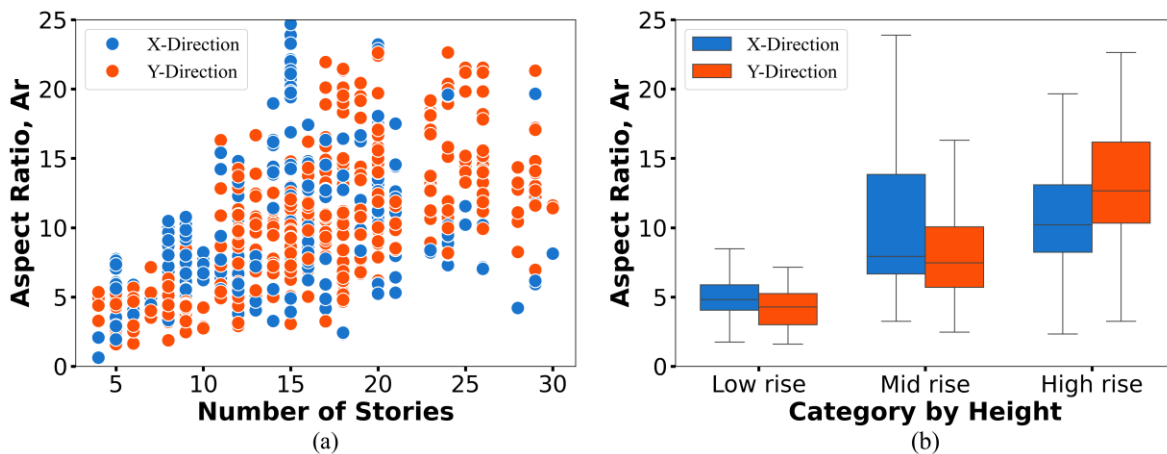 25
20
15
10
5
0
Aspect Ratio, Ar
X-Direction
Y-Direction
5
10
15
20
25
30
Number of Stories
(a)
25
20
15
10
5
0
Aspect Ratio, Ar
X-Direction
Y-Direction
Low rise
Mid rise
High rise
Category by Height
(b)